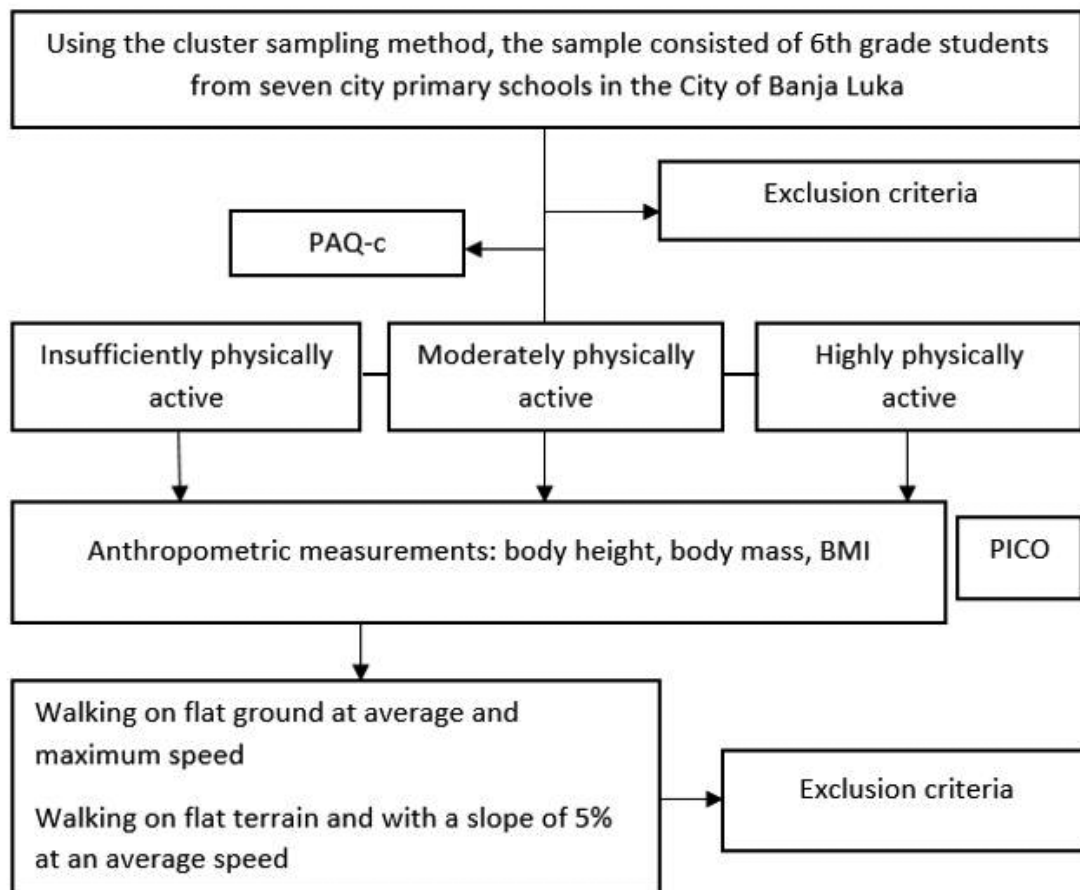 Using the cluster sampling method, the sample consisted of 6th grade students
from seven city primary schools in the City of Banja Luka
Exclusion criteria
PAQ-c
Insufficiently physically
active
Moderately physically
active
Highly physically
active
Anthropometric measurements: body height, body mass, BMI
PICO
Walking on flat ground at average and
maximum speed
Walking on flat terrain and with a slope of 5%
at an average speed
Exclusion criteria